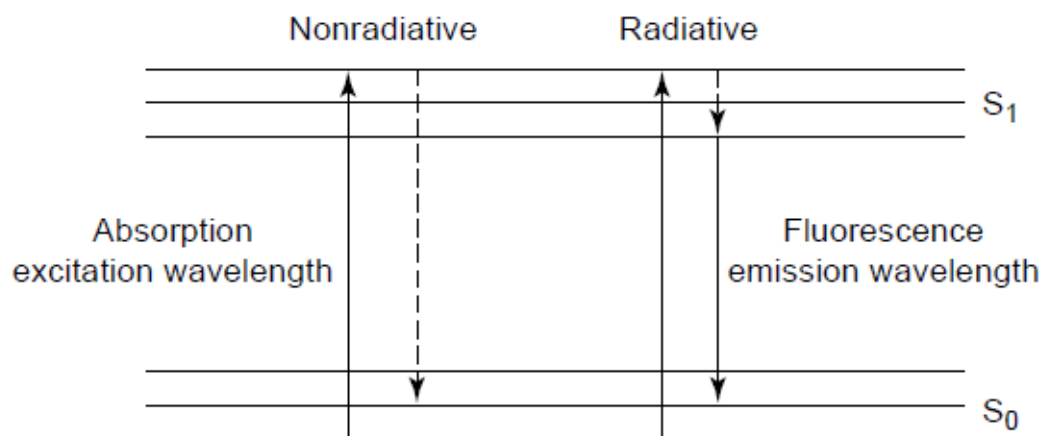 Nonradiative
Radiative
S1
Absorption
excitation wavelength
Fluorescence
emission wavelength
S0